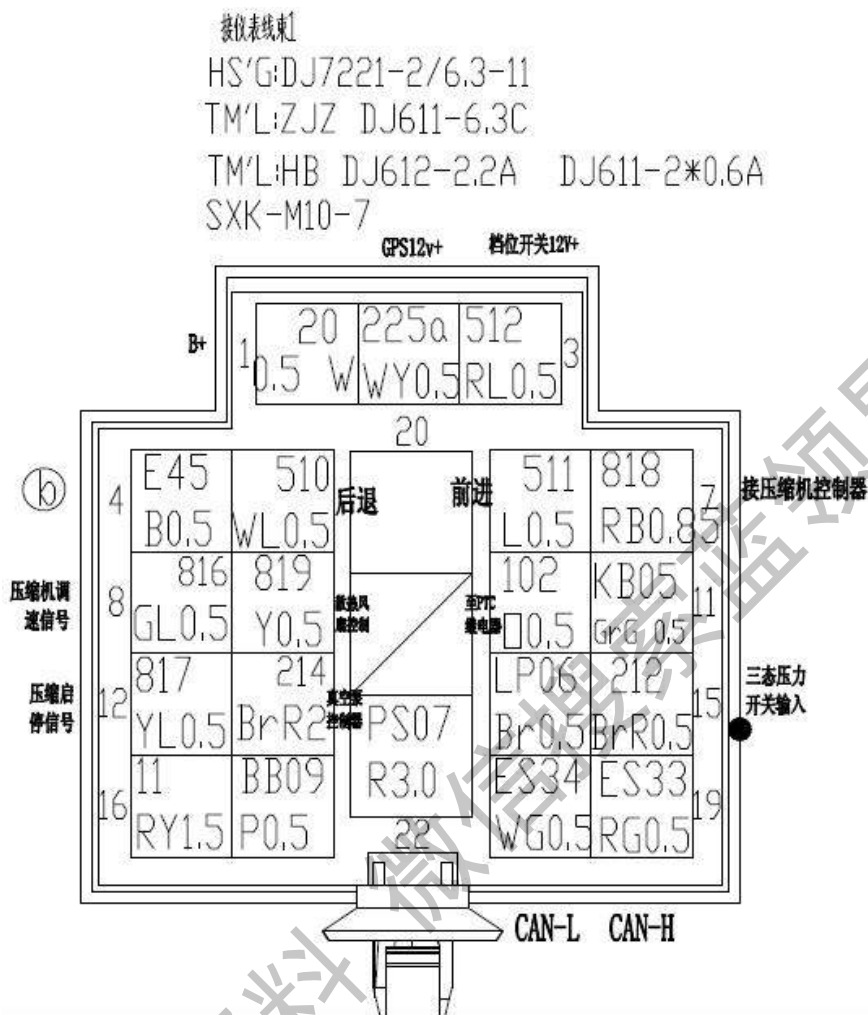 接仪表线束1
HS'G:DJ7221-2/6.3-11
TM'L:ZJZ DJ611-6.3C
TM'L:HB DJ612-2.2A DJ611-2*0.6A
SXK-M10-7
GPS12v+ 档位开关12V+
B+ 1 20 225a 512 3
0.5 W WY0.5 RL0.5
20
b 4 E45 510 后退 前进 511 818 7 接压缩机控制器
B0.5 WL0.5 L0.5 RB0.85
压缩机调 8 816 819 散热风 至PTC 102 KB05 11
速信号 GL0.5 Y0.5 扇控制 继电器 0.5 GrG 0.5
压缩启 12 817 214 真空泵 LP06 212 15 三态压力
停信号 YL0.5 BrR2 控制器 PS07 Br0.5 BrR0.5 开关输入
16 11 BB09 R3.0 ES34 ES33 19
RY1.5 P0.5 WG0.5 RG0.5
22
CAN-L CAN-H
料 微信搜索蓝领